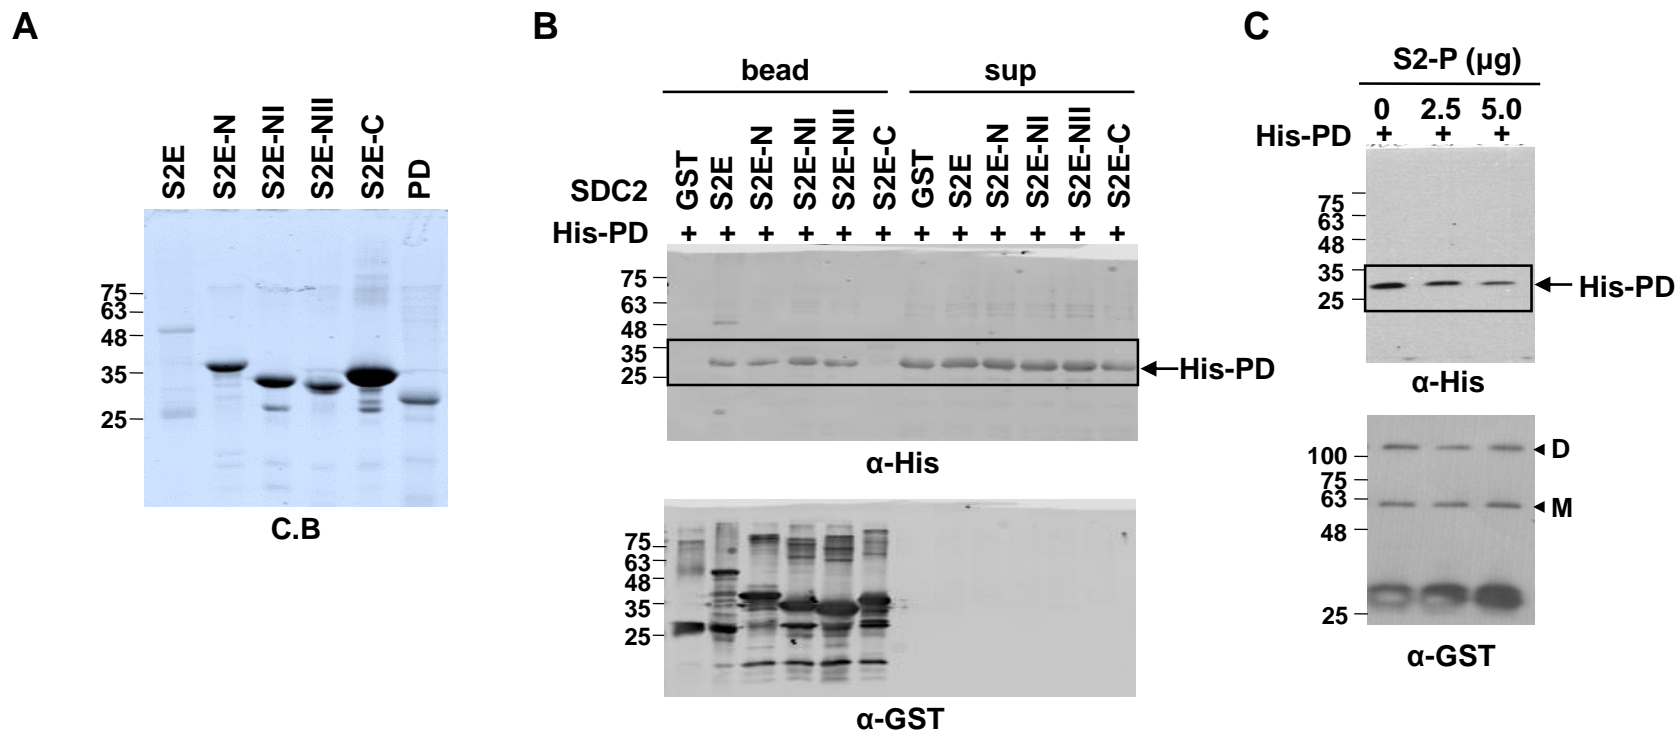 A
S2E S2E-N S2E-NI S2E-NII S2E-C PD
75
63
48
35
25
C.B
B
bead sup
SDC2 GST S2E S2E-N S2E-NI S2E-NII S2E-C GST S2E S2E-N S2E-NI S2E-NII S2E-C
His-PD + + + + + + + + + + + +
75
63
48
35
25
His-PD
α-His
75
63
48
35
25
α-GST
C
S2-P (µg)
0 2.5 5.0
His-PD + + +
75
63
48
35
25
His-PD
α-His
100
75
63
48
25
D
M
α-GST